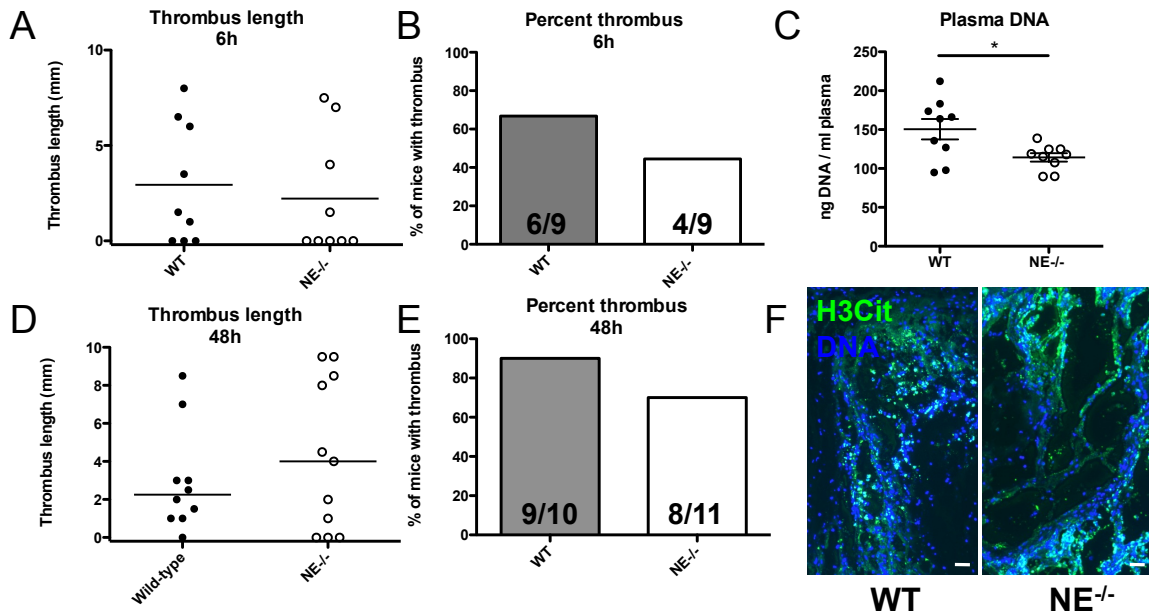 A
Thrombus length
6h
Thrombus length (mm)
10
5
0
WT
NE-/-
B
Percent thrombus
6h
% of mice with thrombus
100
80
60
40
20
0
6/9
4/9
WT
NE-/-
C
Plasma DNA
*
ng DNA / ml plasma
250
200
150
100
50
0
WT
NE-/-
D
Thrombus length
48h
Thrombus length (mm)
10
8
6
4
2
0
Wild-type
NE-/-
E
Percent thrombus
48h
% of mice with thrombus
100
80
60
40
20
0
9/10
8/11
WT
NE-/-
F
H3Cit
DNA
WT
NE-/-